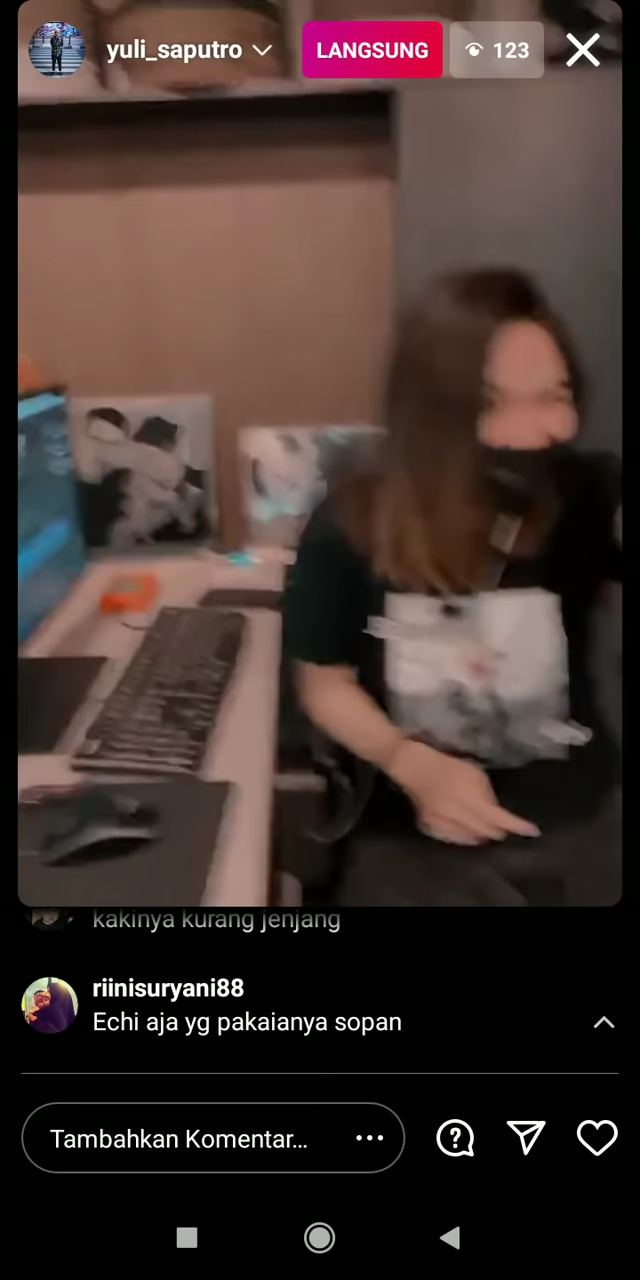 yuli_saputro
LANGSUNG
123
kakinya kurang jenjang
riinisuryani88
Echi aja yg pakaianya sopan
Tambahkan Komentar...